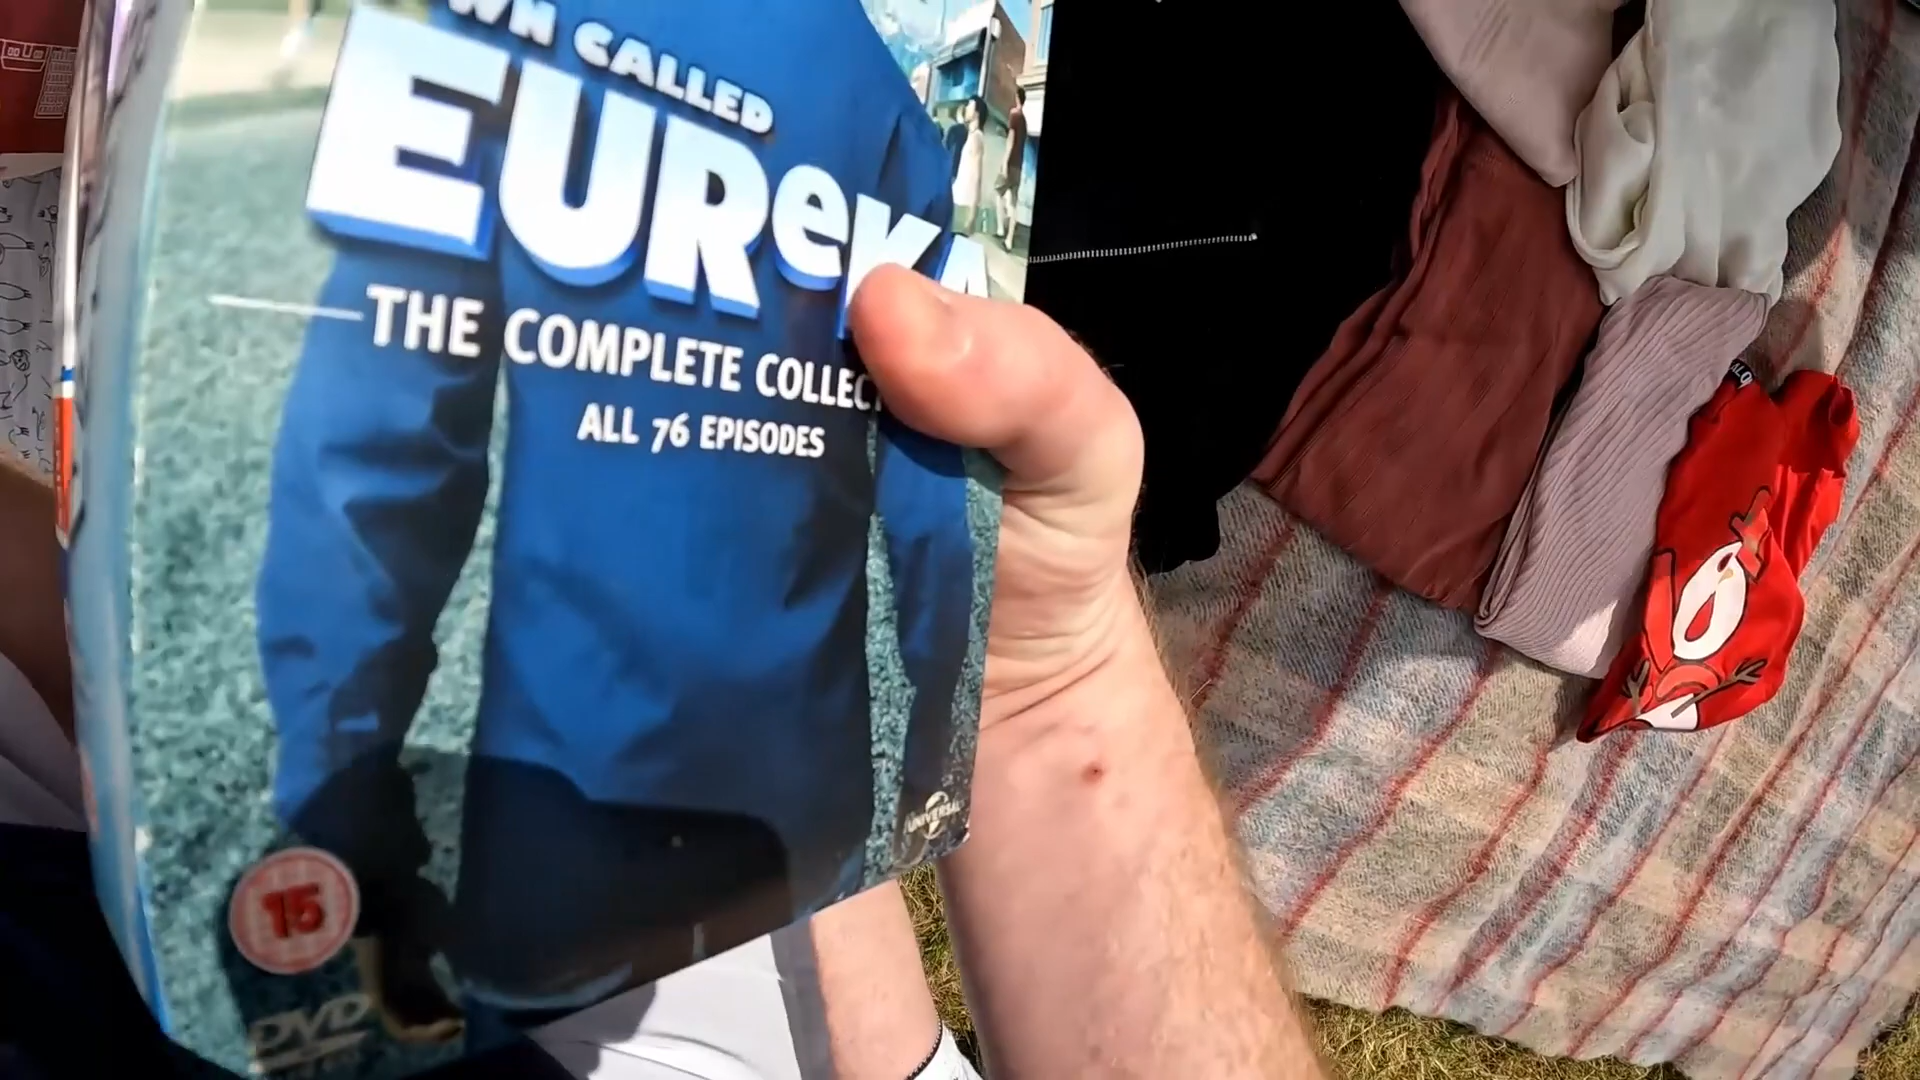 WN CALLED
EUReKA
THE COMPLETE COLLEC
ALL 76 EPISODES
UNIVERSAL
15
DVD